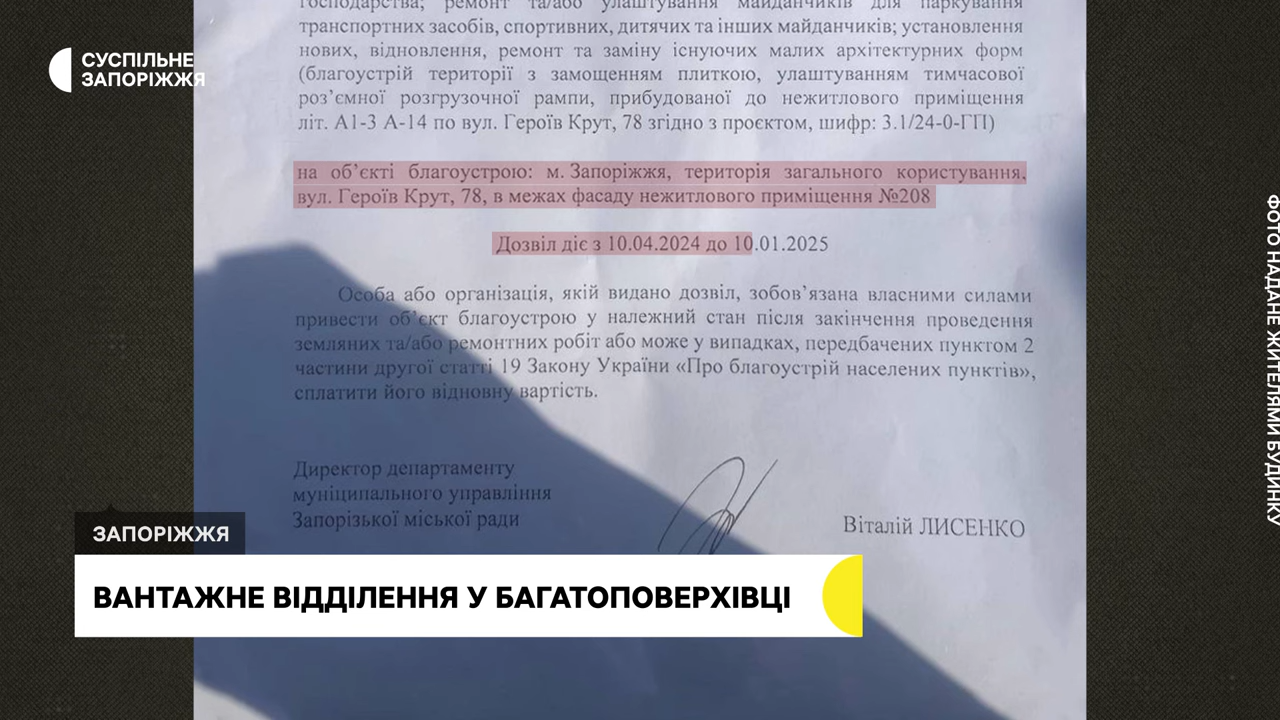 СУСПІЛЬНЕ
ЗАПОРІЖЖЯ
господарства; ремонт та/або улаштування майданчиків для паркування
транспортних засобів, спортивних, дитячих та інших майданчиків; установлення
нових, відновлення, ремонт та заміну існуючих малих архітектурних форм
(благоустрій території з замощенням плиткою, улаштуванням тимчасової
роз’ємної розгрузочної рампи, прибудованої до нежитлового приміщення
літ. А1-3 А-14 по вул. Героїв Крут, 78 згідно з проєктом, шифр: 3.1/24-0-ГП)
на об’єкті благоустрою: м. Запоріжжя, територія загального користування,
вул. Героїв Крут, 78, в межах фасаду нежитлового приміщення №208
Дозвіл діє з 10.04.2024 до 10.01.2025
Особа або організація, якій видано дозвіл, зобов’язана власними силами
привести об’єкт благоустрою у належний стан після закінчення проведення
земляних та/або ремонтних робіт або може у випадках, передбачених пунктом 2
частини другої статті 19 Закону України «Про благоустрій населених пунктів»,
сплатити його відновну вартість.
Директор департаменту
муніципального управління
Запорізької міської ради
Віталій ЛИСЕНКО
ФОТО НАДАНЕ ЖИТЕЛЯМИ БУДИНКУ
ЗАПОРІЖЖЯ
ВАНТАЖНЕ ВІДДІЛЕННЯ У БАГАТОПОВЕРХІВЦІ